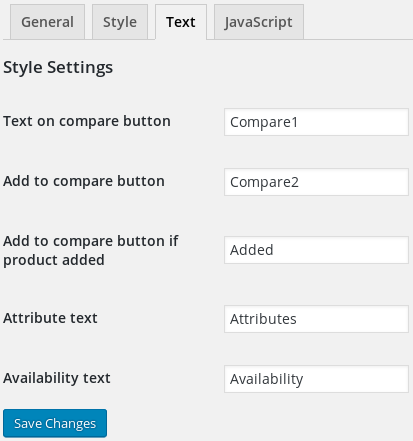 General Style Text JavaScript
Style Settings
Text on compare button Compare1
Add to compare button Compare2
Add to compare button if
product added Added
Attribute text Attributes
Availability text Availability
Save Changes